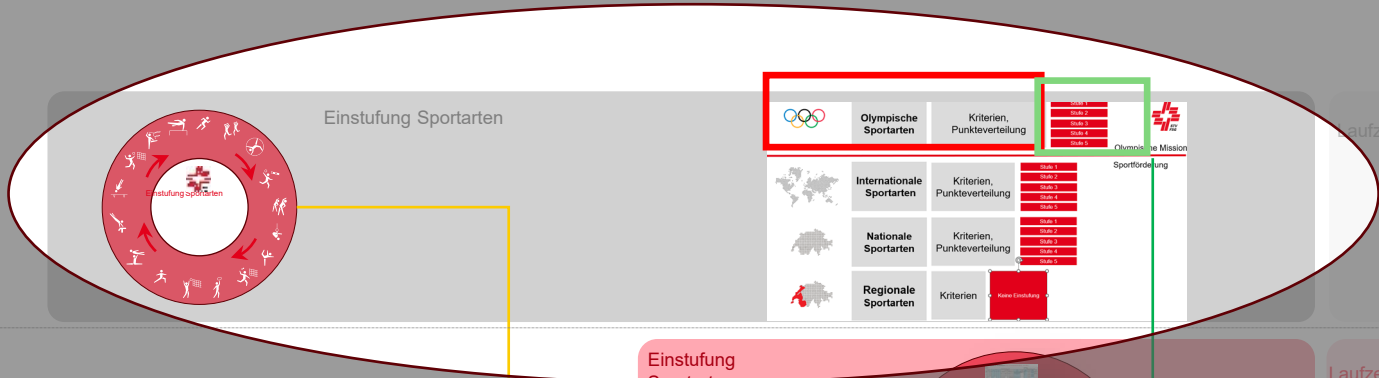 Einstufung Sportarten
Einstufung Sportarten
Olympische
Sportarten
Kriterien,
Punkteverteilung
Stufe 1
Stufe 2
Stufe 3
Stufe 4
Stufe 5
Olympische Mission
Sportförderung
Internationale
Sportarten
Kriterien,
Punkteverteilung
Stufe 1
Stufe 2
Stufe 3
Stufe 4
Stufe 5
Nationale
Sportarten
Kriterien,
Punkteverteilung
Stufe 1
Stufe 2
Stufe 3
Stufe 4
Stufe 5
Regionale
Sportarten
Kriterien
Keine Einstufung
Einstufung